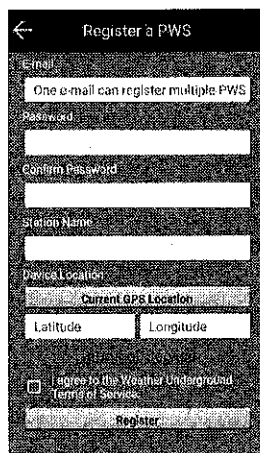 Register a PWS
E-mail
One e-mail can register multiple PWS
Password
Confirm Password
Station Name
Device Location
Current GPS Location
Latitude Longitude
I agree to the Weather Underground
Terms of Service.
Register